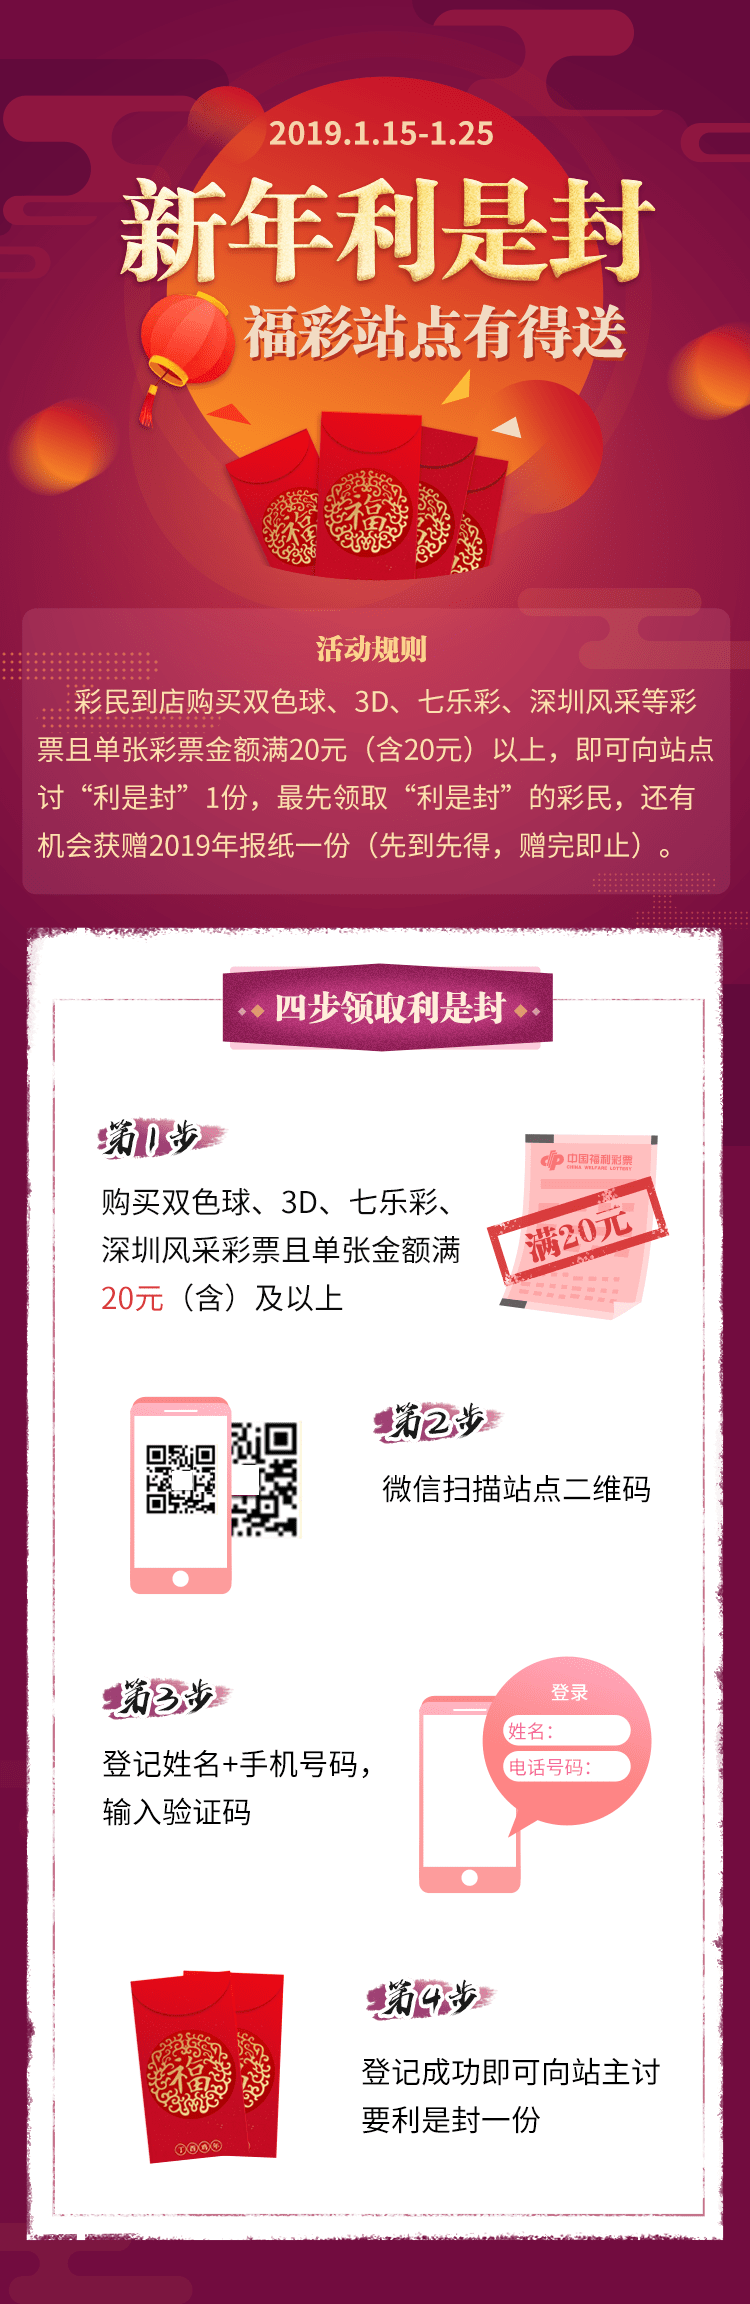 2019.1.15-1.25
新年利是封
福彩站点有得送
福
福
活动规则
彩民到店购买双色球、3D、七乐彩、深圳风采等彩
票且单张彩票金额满20元（含20元）以上，即可向站点
讨“利是封”1份，最先领取“利是封”的彩民，还有
机会获赠2019年报纸一份（先到先得，赠完即止）。
四步领取利是封
第1步
购买双色球、3D、七乐彩、
深圳风采彩票且单张金额满
20元（含）及以上
中国福利彩票
CHINA WELFARE LOTTERY
满20元
第2步
微信扫描站点二维码
第3步
登记姓名+手机号码，
输入验证码
登录
姓名：
电话号码：
第4步
登记成功即可向站主讨
要利是封一份
福
丁酉鸡年